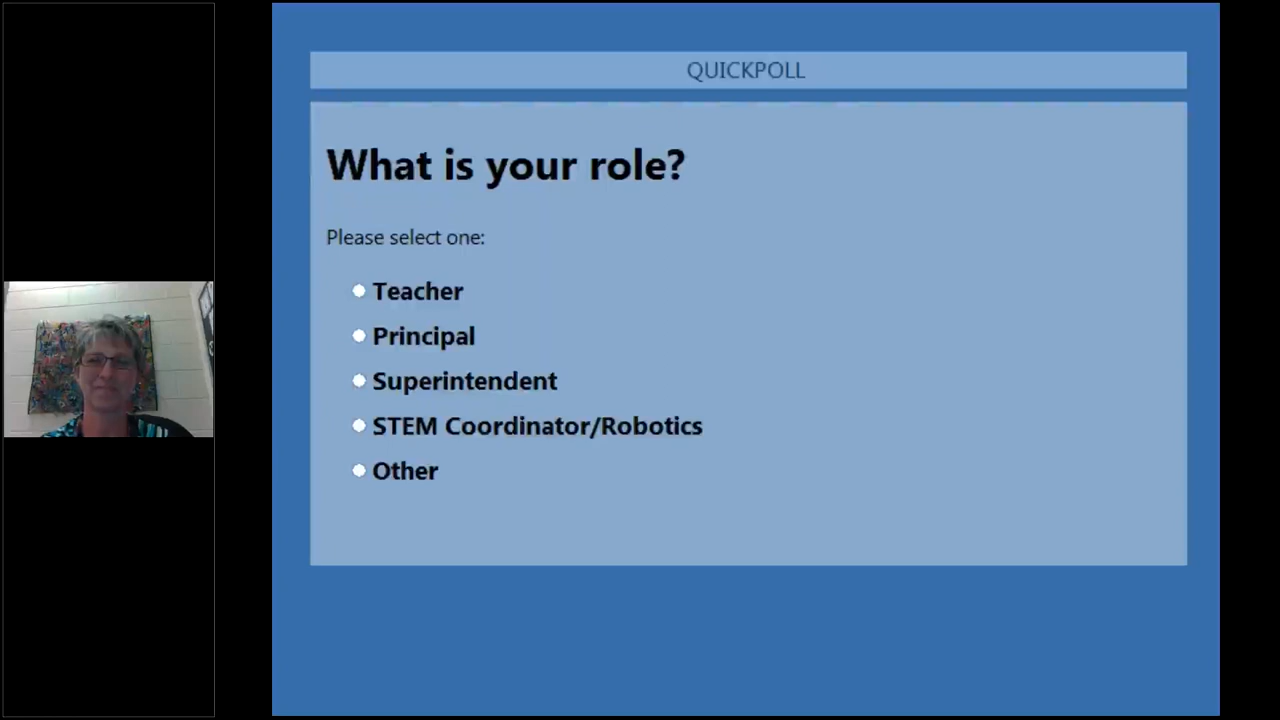 QUICKPOLL
What is your role?
Please select one:
Teacher
Principal
Superintendent
STEM Coordinator/Robotics
Other